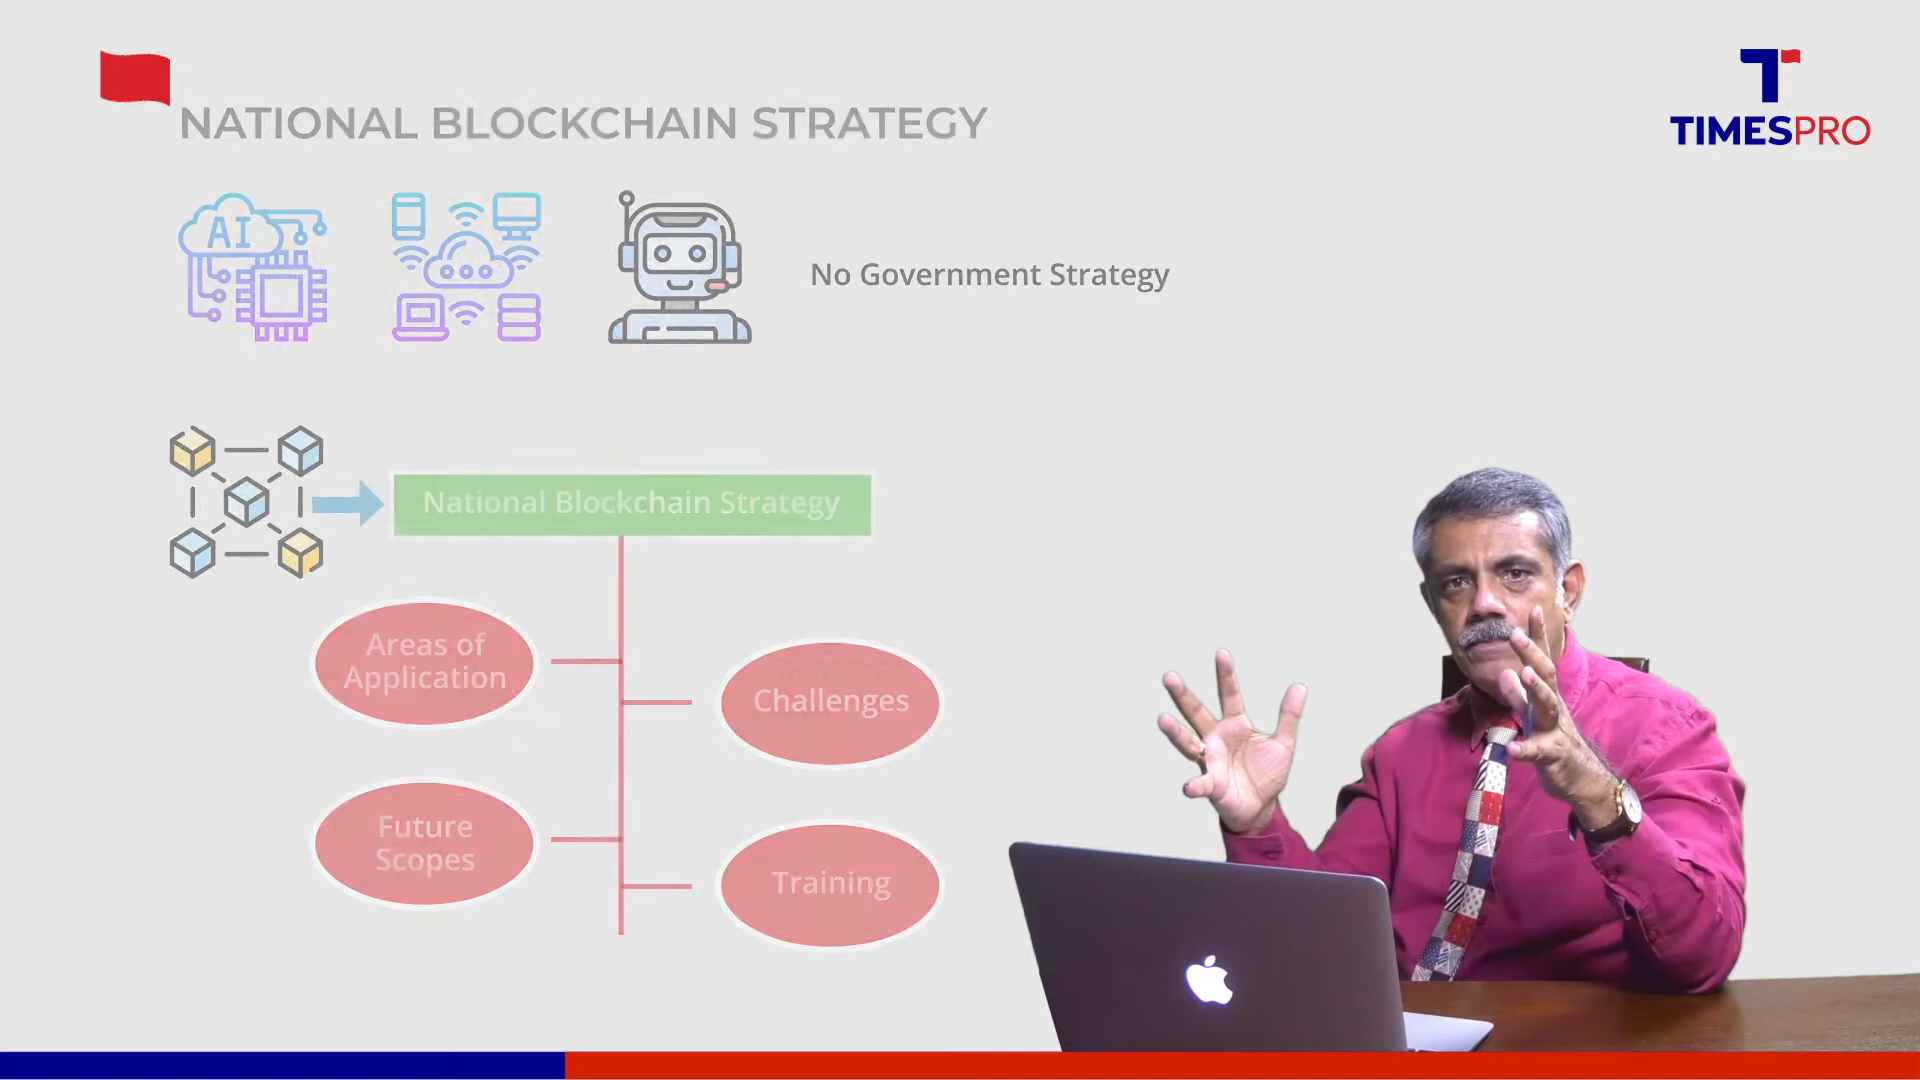 NATIONAL BLOCKCHAIN STRATEGY
TIMESPRO
AI
No Government Strategy
National Blockchain Strategy
Areas of
Application
Challenges
Future
Scopes
Training